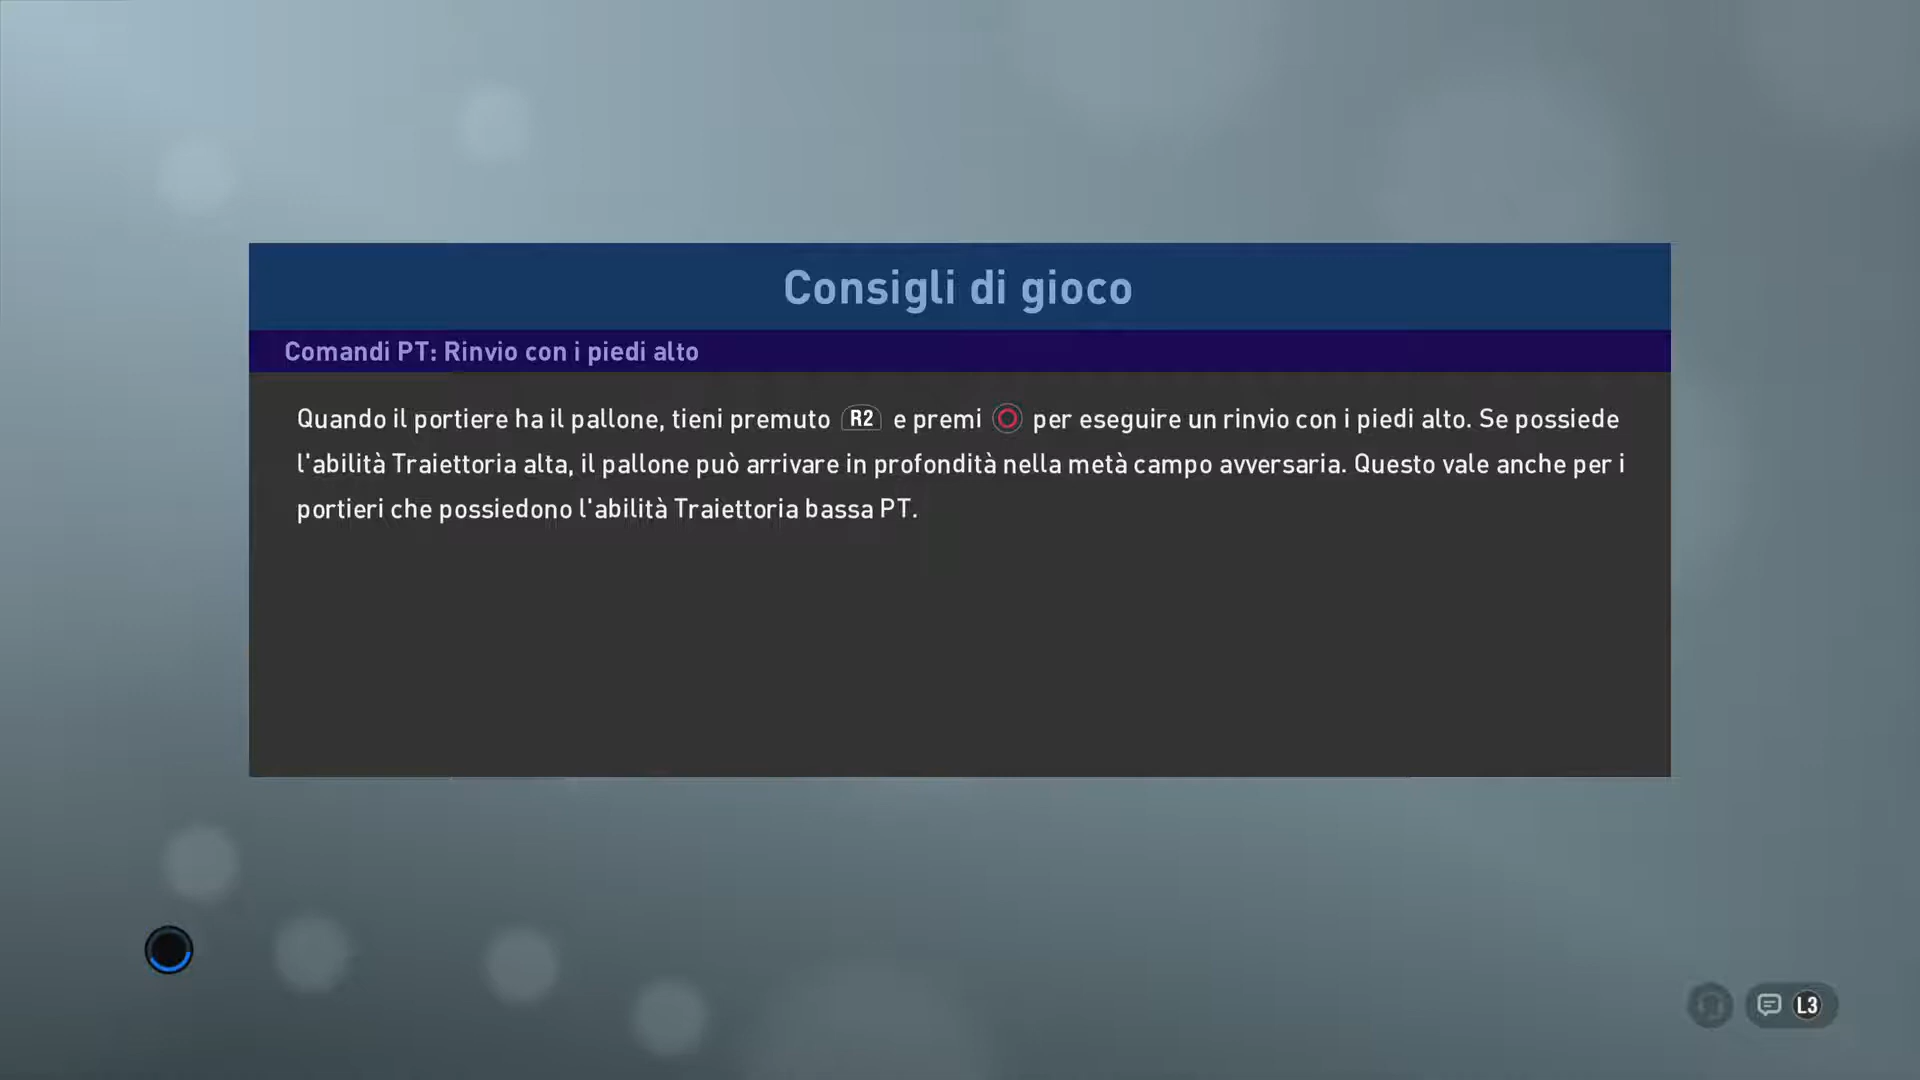 Consigli di gioco
Comandi PT: Rinvio con i piedi alto
Quando il portiere ha il pallone, tieni premuto R2 e premi per eseguire un rinvio con i piedi alto. Se possiede
l'abilità Traiettoria alta, il pallone può arrivare in profondità nella metà campo avversaria. Questo vale anche per i
portieri che possiedono l'abilità Traiettoria bassa PT.
L3